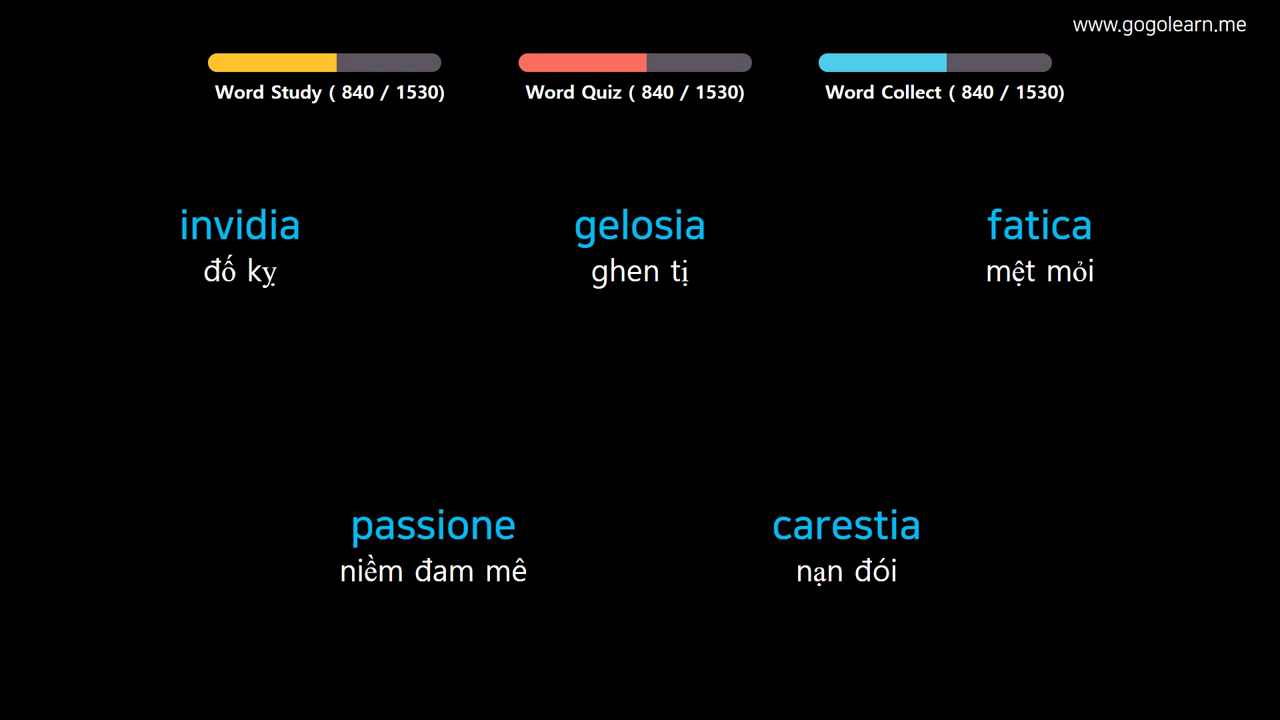 www.gogolearn.me
Word Study ( 840 / 1530)
Word Quiz ( 840 / 1530)
Word Collect ( 840 / 1530)
invidia
đố kỵ
gelosia
ghen tị
fatica
mệt mỏi
passione
niềm đam mê
carestia
nạn đói